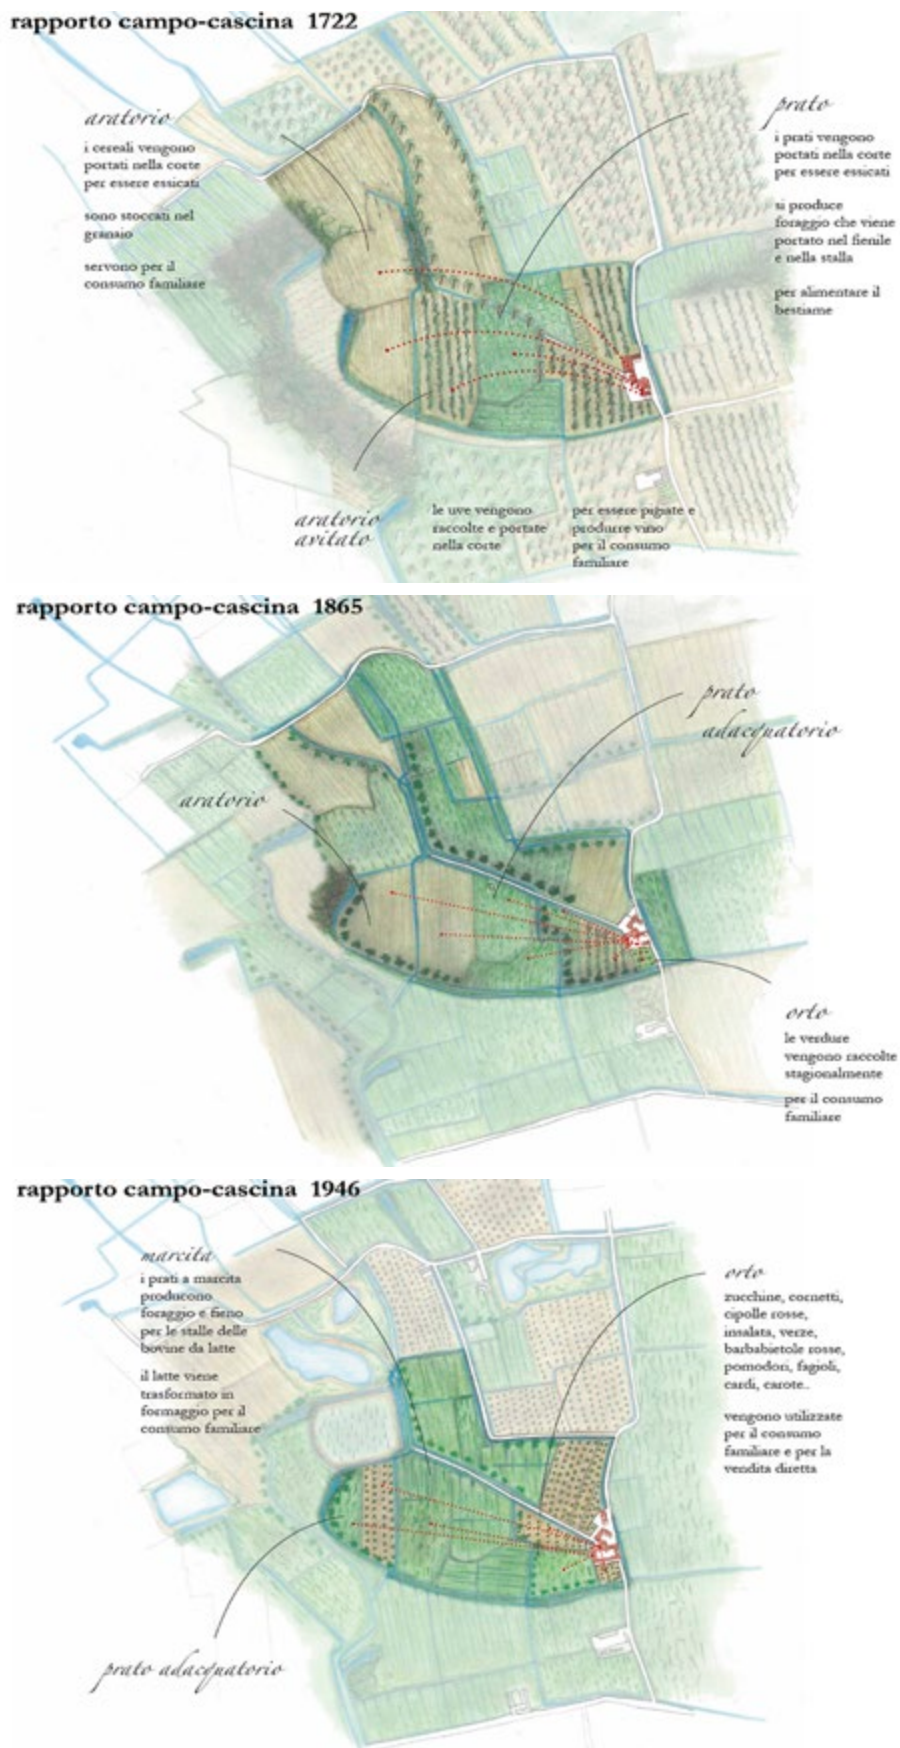 rapporto campo-cascina 1722
aratorio
i cereali vengono
portati nella corte
per essere essicati
sono stoccati nel
granaio
servono per il
consumo familiare
prato
i prati vengono
portati nella corte
per essere essicati
si produce
foraggio che viene
portato nel fienile
e nella stalla
per alimentare il
bestiame
aratorio
avitato
le uve vengono
raccolte e portate
nella corte
per essere pigiate e
produrre vino
per il consumo
familiare
rapporto campo-cascina 1865
prato
adacquatorio
aratorio
orto
le verdure
vengono raccolte
stagionalmente
per il consumo
familiare
rapporto campo-cascina 1946
marcita
i prati a marcita
producono
foraggio e fieno
per le stalle delle
bovine da latte
il latte viene
trasformato in
formaggio per il
consumo familiare
orto
zucchine, cornetti,
cipolle rosse,
insalata, verze,
barbabietole rosse,
pomodori, fagioli,
cardi, carote..
vengono utilizzate
per il consumo
familiare e per la
vendita diretta
prato adacquatorio